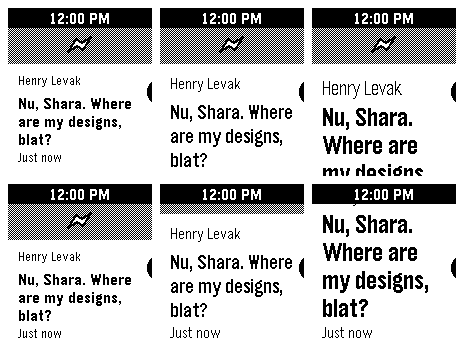 12:00 PM
Henry Levak
Nu, Shara. Where
are my designs,
blat?
Just now
12:00 PM
Henry Levak
Nu, Shara. Where
are my designs,
blat?
12:00 PM
Henry Levak
Nu, Shara.
Where are
my designs
12:00 PM
Henry Levak
Nu, Shara. Where
are my designs,
blat?
Just now
12:00 PM
Henry Levak
Nu, Shara. Where
are my designs,
blat?
Just now
12:00 PM
Nu, Shara.
Where are
my designs,
blat?
Just now